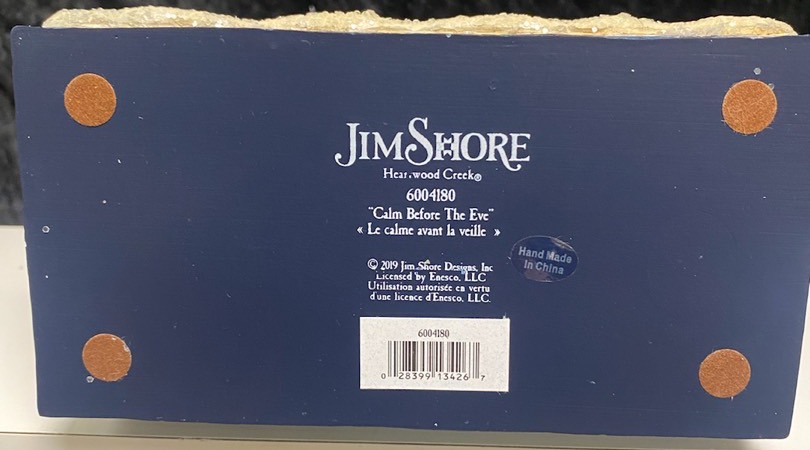 JIM SHORE
Heartwood Creek®
6004180
"Calm Before The Eve"
« Le calme avant la veille »
© 2019 Jim Shore Designs, Inc
Licensed by Enesco, LLC
Utilisation autorisée en vertu
d'une licence d'Enesco, LLC.
Hand Made
In China
6004180
0 28399 13426 7